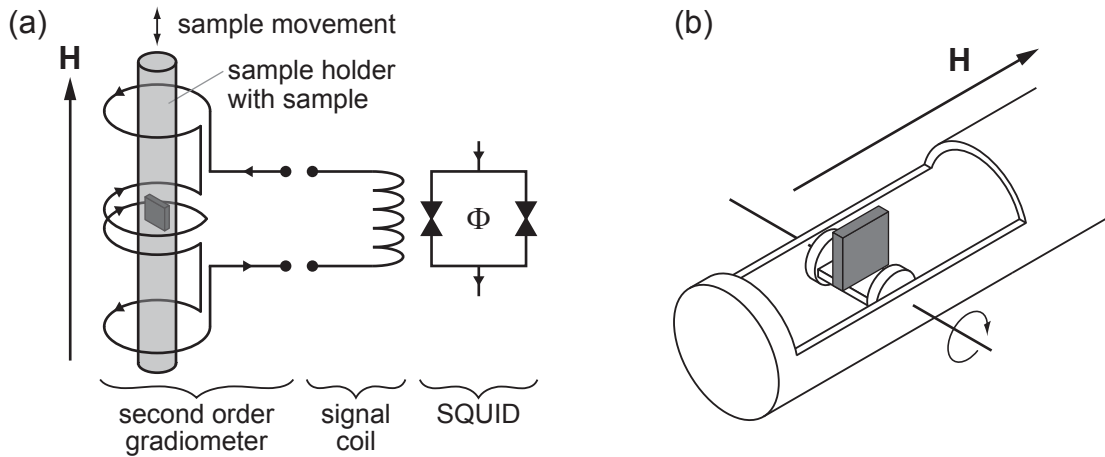 (a)
sample movement
H
sample holder
with sample
Φ
second order
gradiometer
signal
coil
SQUID
(b)
H